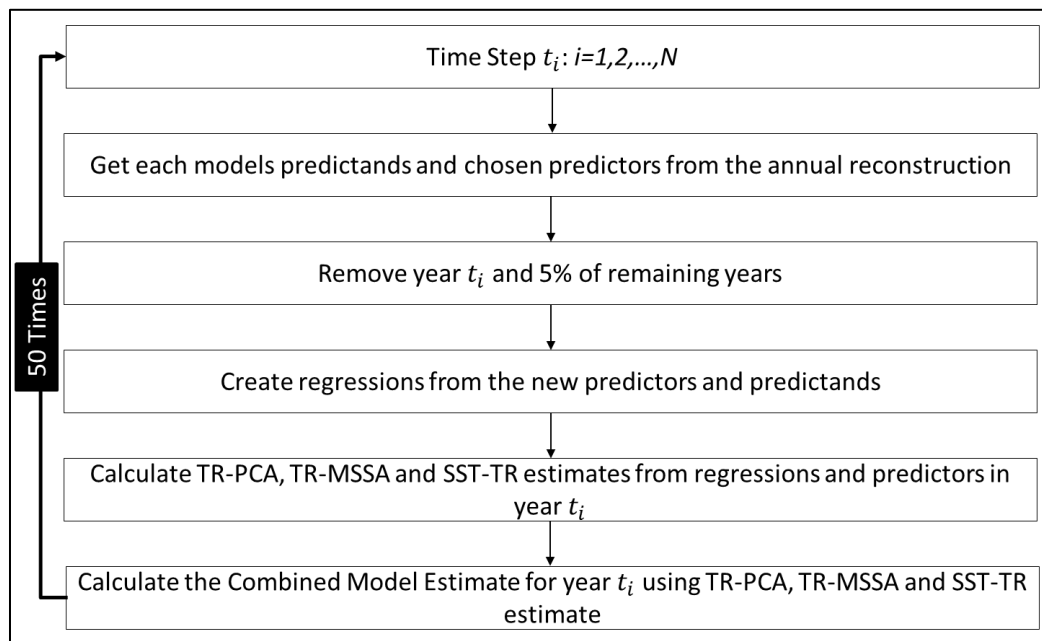 Time Step t_i: i=1,2,...,N
Get each models predictands and chosen predictors from the annual reconstruction
Remove year t_i and 5% of remaining years
50 Times
Create regressions from the new predictors and predictands
Calculate TR-PCA, TR-MSSA and SST-TR estimates from regressions and predictors in
year t_i
Calculate the Combined Model Estimate for year t_i using TR-PCA, TR-MSSA and SST-TR
estimate